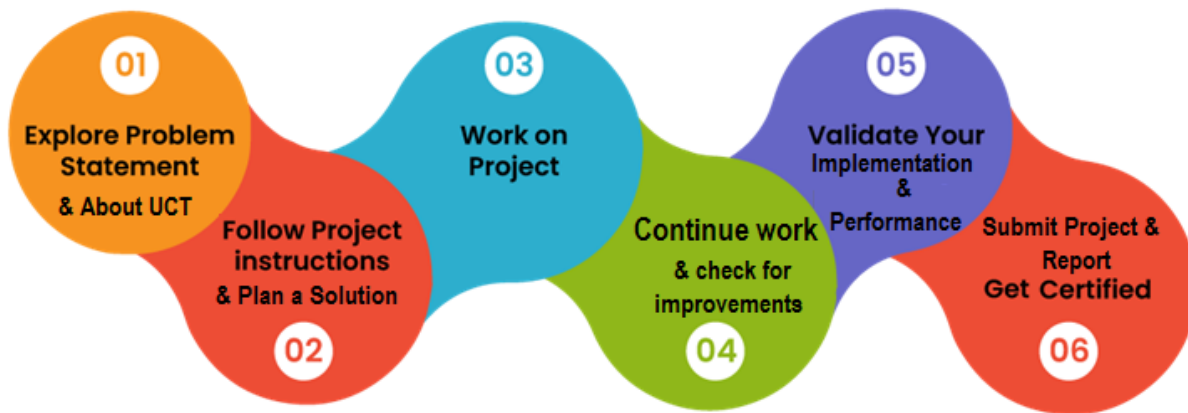 01
Explore Problem
Statement
& About UCT
Follow Project
instructions
& Plan a Solution
02
03
Work on
Project
Continue work
& check for
improvements
04
05
Validate Your
Implementation
&
Performance
Submit Project &
Report
Get Certified
06